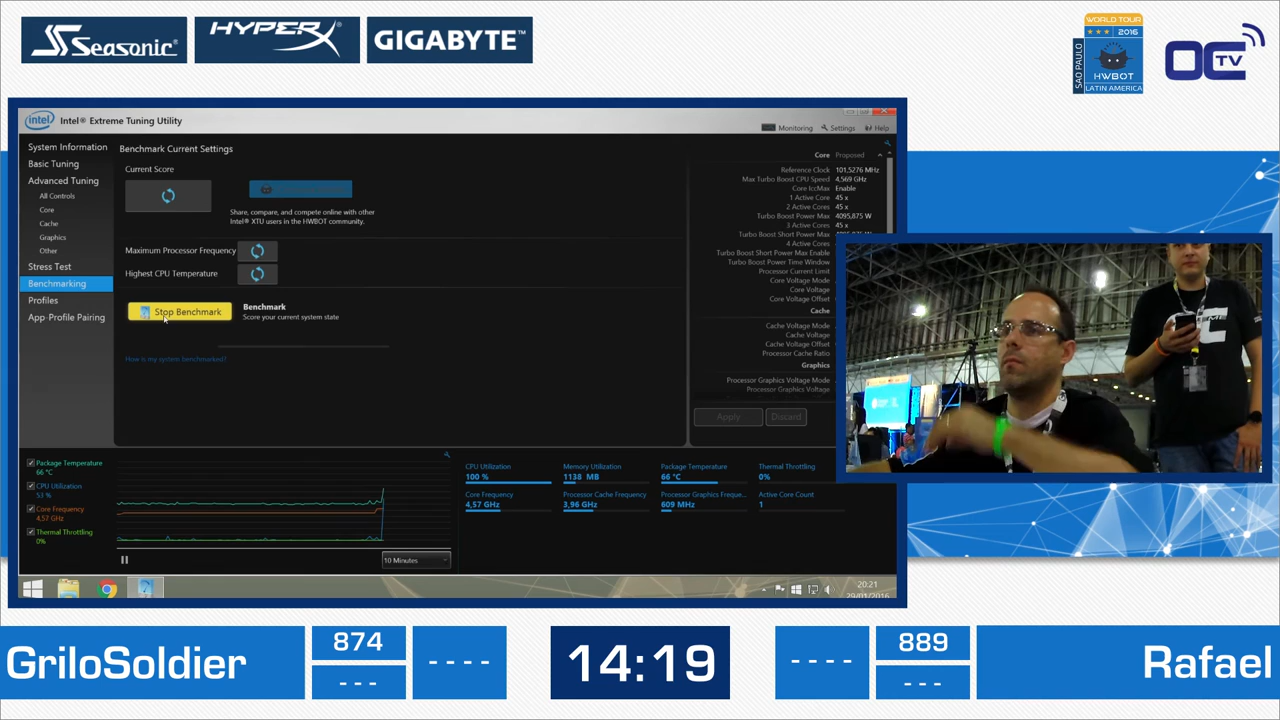 Seasonic®
HYPERX®
GIGABYTE™
WORLD TOUR
2016
SAO PAULO
HWBOT
LATIN AMERICA
OC TV
intel
Intel® Extreme Tuning Utility
Monitoring
Settings
Help
System Information
Basic Tuning
Advanced Tuning
All Controls
Core
Cache
Graphics
Other
Stress Test
Benchmarking
Profiles
App-Profile Pairing
Benchmark Current Settings
Current Score
Share, compare, and compete online with other
Intel® XTU users in the HWBOT community.
Maximum Processor Frequency
Highest CPU Temperature
Stop Benchmark
Benchmark
Score your current system state
How is my system benchmarked?
Core Proposed
Reference Clock 101,5276 MHz
Max Turbo Boost CPU Speed 4,569 GHz
Core IccMax Enable
1 Active Core 45 x
2 Active Cores 45 x
Turbo Boost Power Max 4095,875 W
3 Active Cores 45 x
Turbo Boost Short Power Max 4095,875 W
4 Active Cores
Turbo Boost Short Power Max Enable
Turbo Boost Power Time Window
Processor Current Limit
Core Voltage Mode
Core Voltage
Core Voltage Offset
Cache
Cache Voltage Mode
Cache Voltage
Cache Voltage Offset
Processor Cache Ratio
Graphics
Processor Graphics Voltage Mode
Processor Graphics Voltage
Apply
Discard
Package Temperature
66 °C
CPU Utilization
53 %
Core Frequency
4,57 GHz
Thermal Throttling
0%
10 Minutes
CPU Utilization
100 %
Memory Utilization
1138 MB
Package Temperature
66 °C
Thermal Throttling
0%
Core Frequency
4,57 GHz
Processor Cache Frequency
3,96 GHz
Processor Graphics Freque...
609 MHz
Active Core Count
1
20:21
29/01/2016
GriloSoldier
874
- - -
- - - -
14:19
- - - -
889
- - -
Rafael